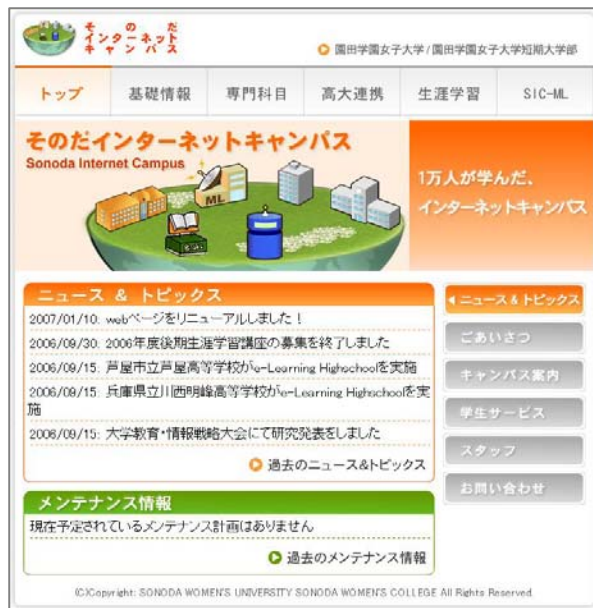 そのだ
インターネット
キャンパス
園田学園女子大学/園田学園女子大学短期大学部
トップ 基礎情報 専門科目 高大連携 生涯学習 SIC-ML
そのだインターネットキャンパス
Sonoda Internet Campus
ML
1万人が学んだ、
インターネットキャンパス
ニュース & トピックス
2007/01/10: webページをリニューアルしました!
2006/09/30: 2006年度後期生涯学習講座の募集を終了しました
2006/09/15: 芦屋市立芦屋高等学校がe-Learning Highschoolを実施
2006/09/15: 兵庫県立川西明峰高等学校がe-Learning Highschoolを実
施
2006/09/15: 大学教育・情報戦略大会にて研究発表をしました
過去のニュース&トピックス
ニュース & トピックス
ごあいさつ
キャンパス案内
学生サービス
スタッフ
お問い合わせ
メンテナンス情報
現在予定されているメンテナンス計画はありません
過去のメンテナンス情報
(C)Copyright: SONODA WOMEN'S UNIVERSITY SONODA WOMEN'S COLLEGE All Rights Reserved.